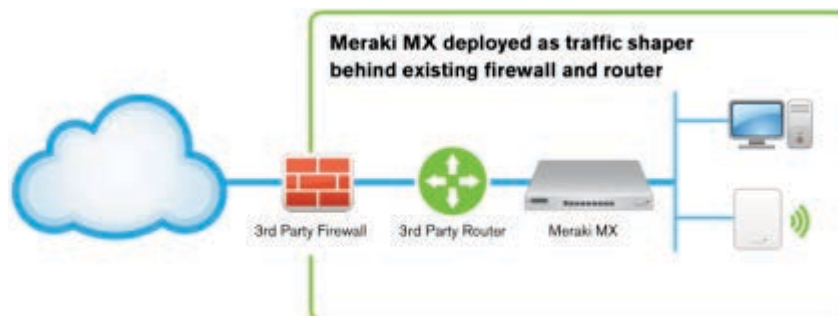 Meraki MX deployed as traffic shaper
behind existing firewall and router
3rd Party Firewall
3rd Party Router
Meraki MX